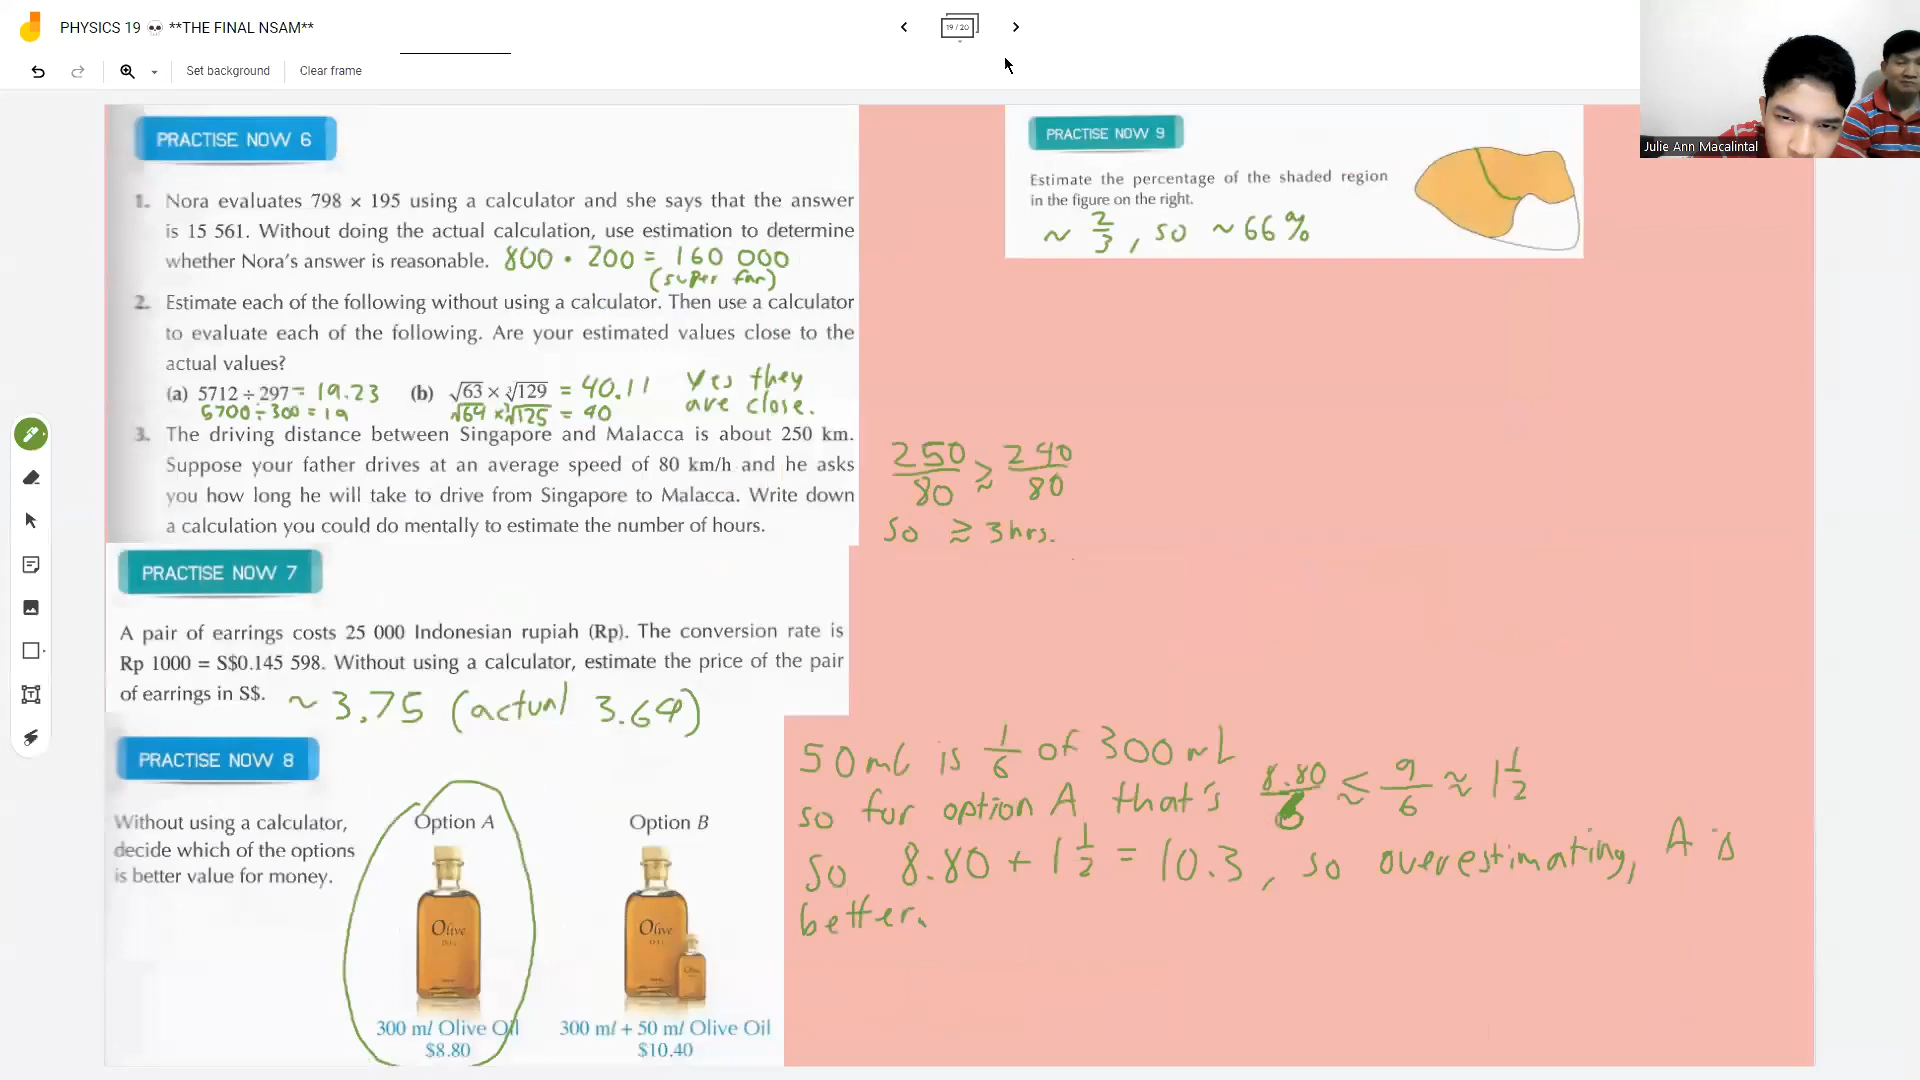 PHYSICS 19 💀 **THE FINAL NSAM**
19 / 20
Set background
Clear frame
Julie Ann Macalintal
PRACTISE NOW 6
1. Nora evaluates 798 × 195 using a calculator and she says that the answer
is 15 561. Without doing the actual calculation, use estimation to determine
whether Nora's answer is reasonable. 800 · 200 = 160 000
(super far)
2. Estimate each of the following without using a calculator. Then use a calculator
to evaluate each of the following. Are your estimated values close to the
actual values?
(a) 5712 ÷ 297 = 19.23 (b) √63 × ∛129 = 40.11 Yes they
5700 ÷ 300 = 19 √64 × ∛125 = 40 are close.
3. The driving distance between Singapore and Malacca is about 250 km.
Suppose your father drives at an average speed of 80 km/h and he asks
you how long he will take to drive from Singapore to Malacca. Write down
a calculation you could do mentally to estimate the number of hours.
250/80 ⪆ 240/80
so ⪆ 3 hrs.
PRACTISE NOW 7
A pair of earrings costs 25 000 Indonesian rupiah (Rp). The conversion rate is
Rp 1000 = S$0.145 598. Without using a calculator, estimate the price of the pair
of earrings in S$. ~ 3.75 (actual 3.64)
PRACTISE NOW 8
Without using a calculator,
decide which of the options
is better value for money.
Option A
Olive
OIL
300 ml Olive Oil
$8.80
Option B
Olive
OIL
Olive
300 ml + 50 ml Olive Oil
$10.40
50ml is 1/6 of 300mL
so for option A that's 8.80/6 ⪅ 9/6 ≈ 1 1/2
so 8.80 + 1 1/2 = 10.3, so overestimating, A is
better.
PRACTISE NOW 9
Estimate the percentage of the shaded region
in the figure on the right.
~ 2/3, so ~66%